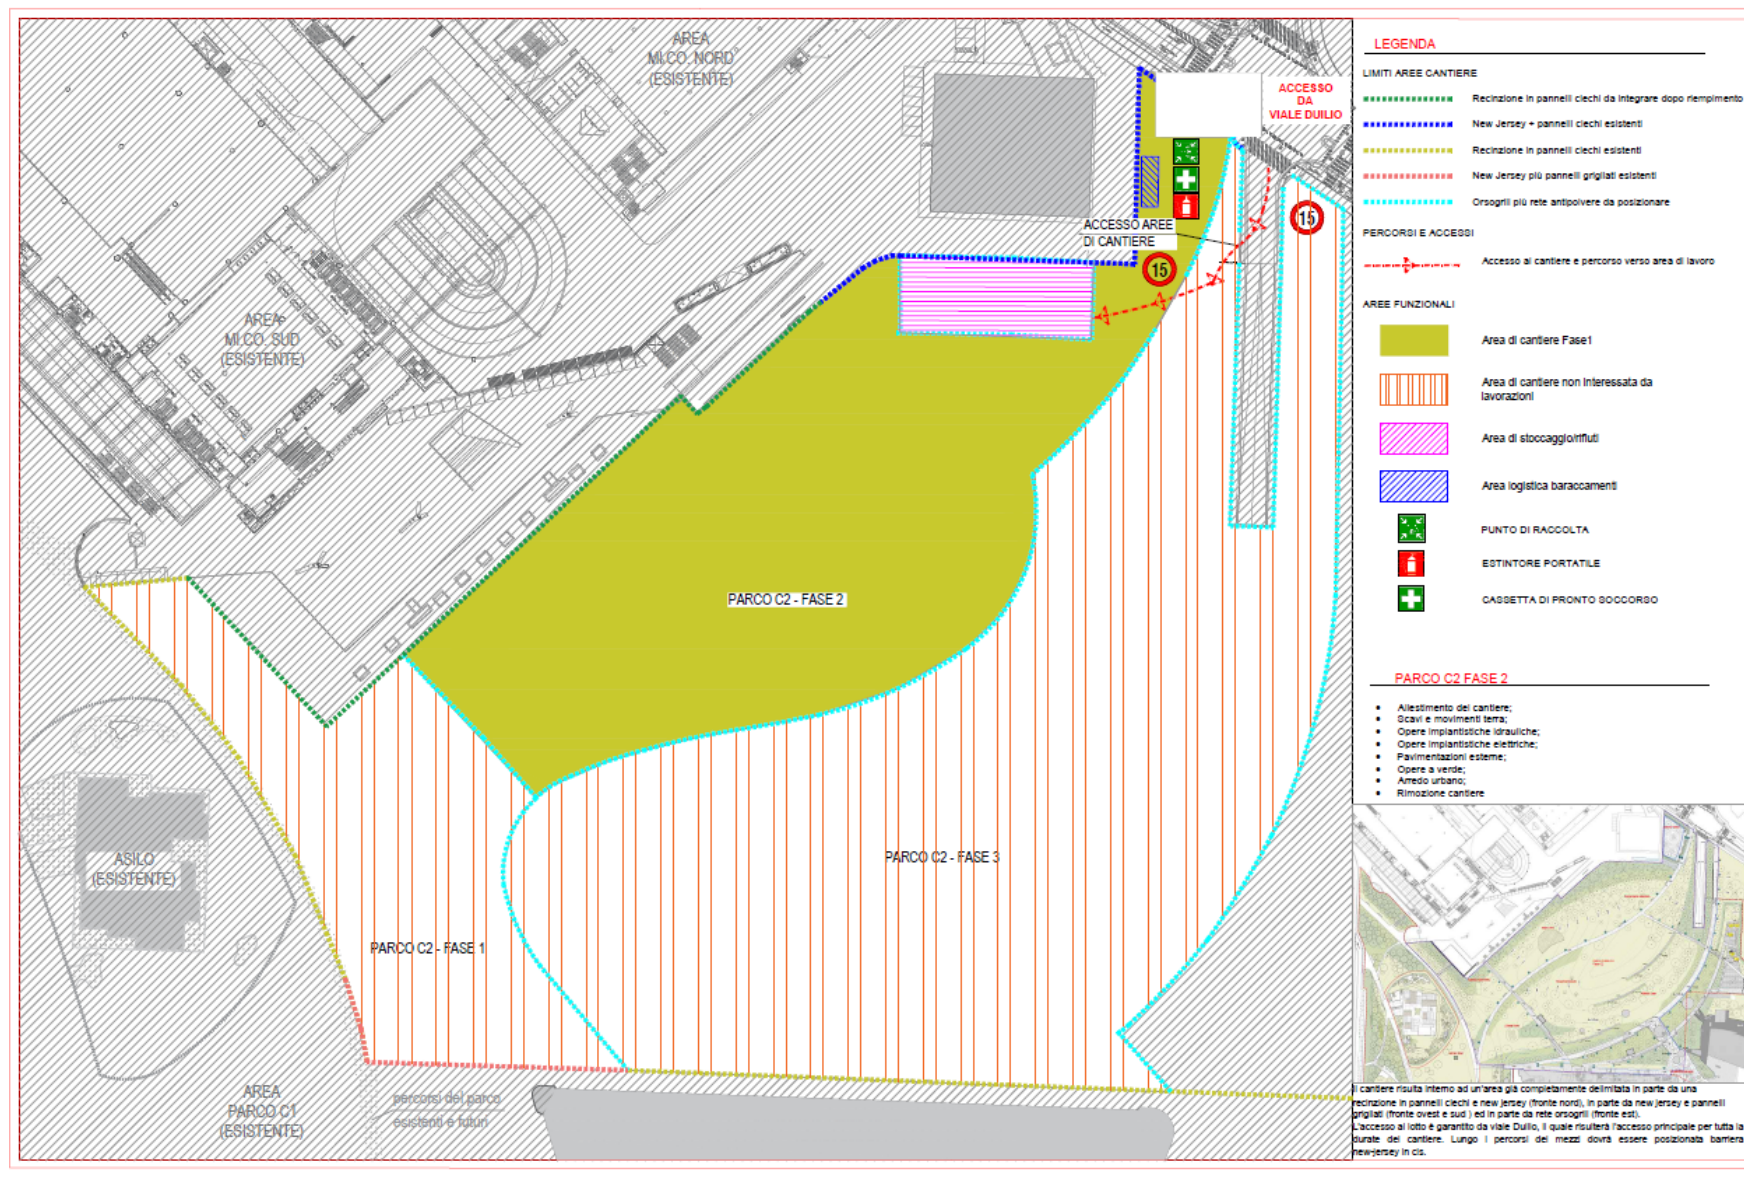 AREA
MI.CO. NORD
(ESISTENTE)
ACCESSO
DA
VIALE DUILIO
ACCESSO AREE
DI CANTIERE
15
15
AREA
MI.CO. SUD
(ESISTENTE)
PARCO C2 - FASE 2
PARCO C2 - FASE 3
PARCO C2 - FASE 1
ASILO
(ESISTENTE)
AREA
PARCO C1
(ESISTENTE)
percorsi del parco
esistenti e futuri
LEGENDA
LIMITI AREE CANTIERE
Recinzione in pannelli ciechi da integrare dopo riempimento
New Jersey + pannelli ciechi esistenti
Recinzione in pannelli ciechi esistenti
New Jersey più pannelli grigliati esistenti
Orsogrill più rete antipolvere da posizionare
PERCORSI E ACCESSI
Accesso al cantiere e percorso verso area di lavoro
AREE FUNZIONALI
Area di cantiere Fase1
Area di cantiere non interessata da
lavorazioni
Area di stoccaggio/rifiuti
Area logistica baraccamenti
PUNTO DI RACCOLTA
ESTINTORE PORTATILE
CASSETTA DI PRONTO SOCCORSO
PARCO C2 FASE 2
• Allestimento del cantiere;
• Scavi e movimenti terra;
• Opere impiantistiche idrauliche;
• Opere impiantistiche elettriche;
• Pavimentazioni esterne;
• Opere a verde;
• Arredo urbano;
• Rimozione cantiere
Il cantiere risulta interno ad un'area già completamente delimitata in parte da una
recinzione in pannelli ciechi e new jersey (fronte nord), in parte da new jersey e pannelli
grigliati (fronte ovest e sud ) ed in parte da rete orsogrill (fronte est).
L'accesso al lotto è garantito da viale Duilio, il quale risulterà l'accesso principale per tutta la
durate del cantiere. Lungo i percorsi dei mezzi dovrà essere posizionata barriera
new-jersey in cls.